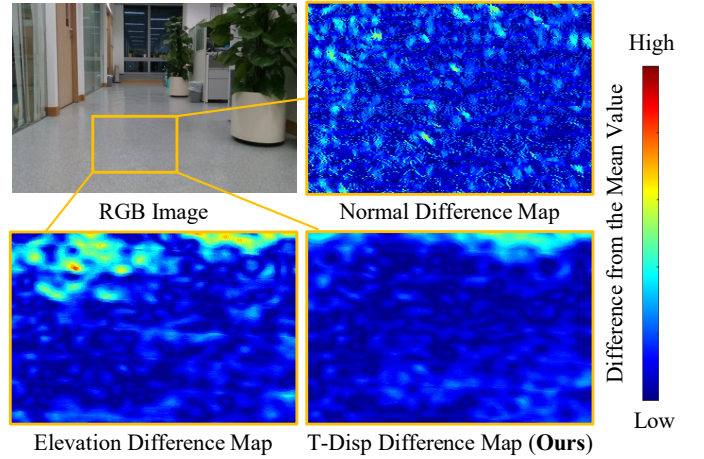 High
RGB Image
Normal Difference Map
Difference from the Mean Value
Elevation Difference Map
T-Disp Difference Map (Ours)
Low